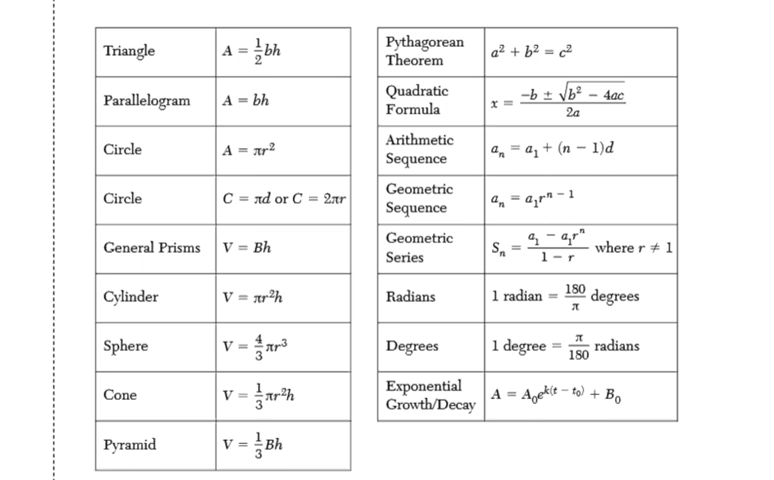 Triangle A = 1/2 bh
Parallelogram A = bh
Circle A = πr²
Circle C = πd or C = 2πr
General Prisms V = Bh
Cylinder V = πr²h
Sphere V = 4/3 πr³
Cone V = 1/3 πr²h
Pyramid V = 1/3 Bh
Pythagorean
Theorem a² + b² = c²
Quadratic
Formula x = (−b ± √(b² − 4ac))/2a
Arithmetic
Sequence aₙ = a₁ + (n − 1)d
Geometric
Sequence aₙ = a₁rⁿ⁻¹
Geometric
Series Sₙ = (a₁ − a₁rⁿ)/(1 − r) where r ≠ 1
Radians 1 radian = 180/π degrees
Degrees 1 degree = π/180 radians
Exponential
Growth/Decay A = A₀e^(k(t − t₀)) + B₀